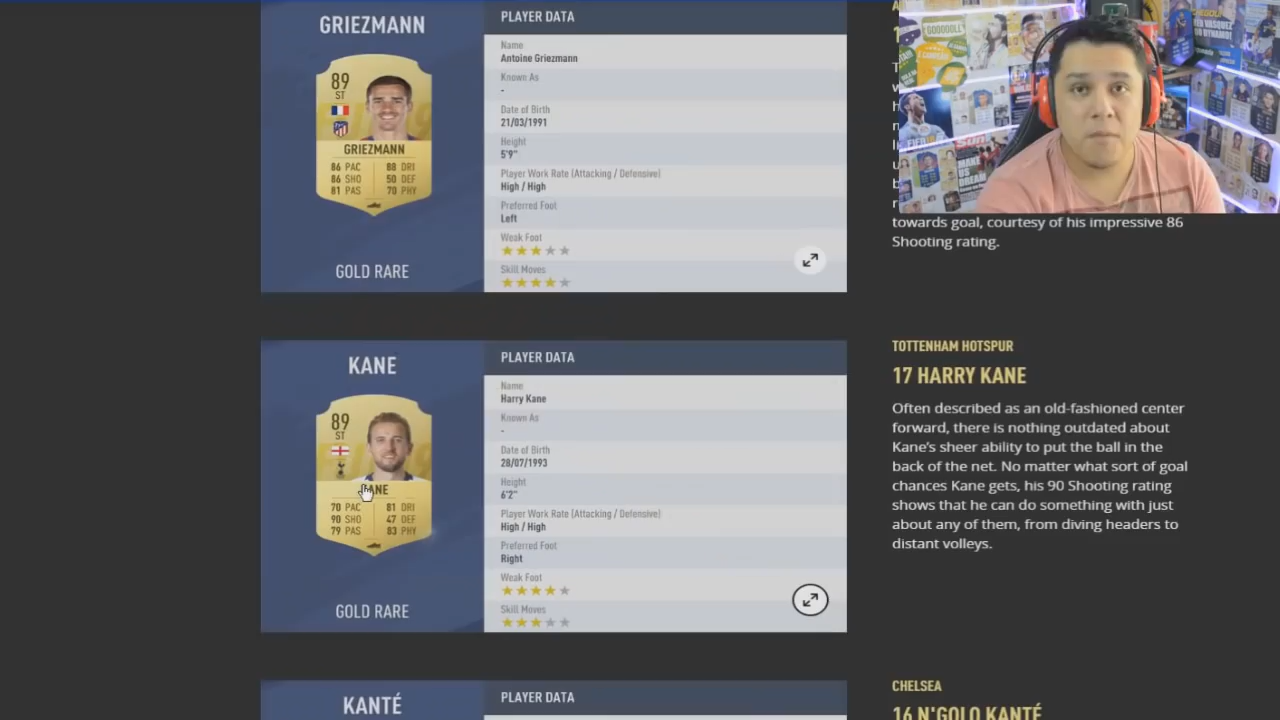 GRIEZMANN
89
ST
GRIEZMANN
86 PAC 88 DRI
86 SHO 50 DEF
81 PAS 70 PHY
GOLD RARE
PLAYER DATA
Name
Antoine Griezmann
Known As
-
Date of Birth
21/03/1991
Height
5'9"
Player Work Rate (Attacking / Defensive)
High / High
Preferred Foot
Left
Weak Foot
Skill Moves
towards goal, courtesy of his impressive 86
Shooting rating.
KANE
89
ST
70 PAC 81 DRI
90 SHO 47 DEF
79 PAS 83 PHY
GOLD RARE
PLAYER DATA
Name
Harry Kane
Known As
-
Date of Birth
28/07/1993
Height
6'2"
Player Work Rate (Attacking / Defensive)
High / High
Preferred Foot
Right
Weak Foot
Skill Moves
TOTTENHAM HOTSPUR
17 HARRY KANE
Often described as an old-fashioned center
forward, there is nothing outdated about
Kane's sheer ability to put the ball in the
back of the net. No matter what sort of goal
chances Kane gets, his 90 Shooting rating
shows that he can do something with just
about any of them, from diving headers to
distant volleys.
KANTÉ
PLAYER DATA
CHELSEA
16 N'GOLO KANTÉ